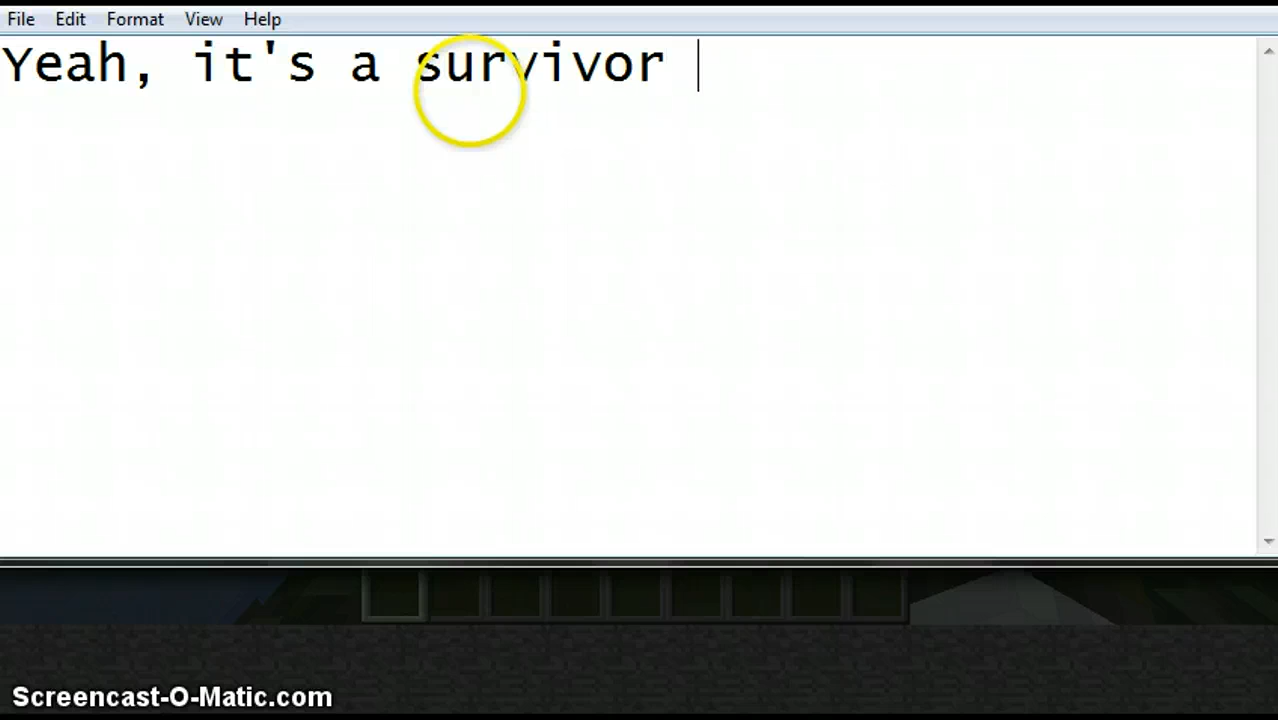 File Edit Format View Help
Yeah, it's a survivor
Screencast-O-Matic.com